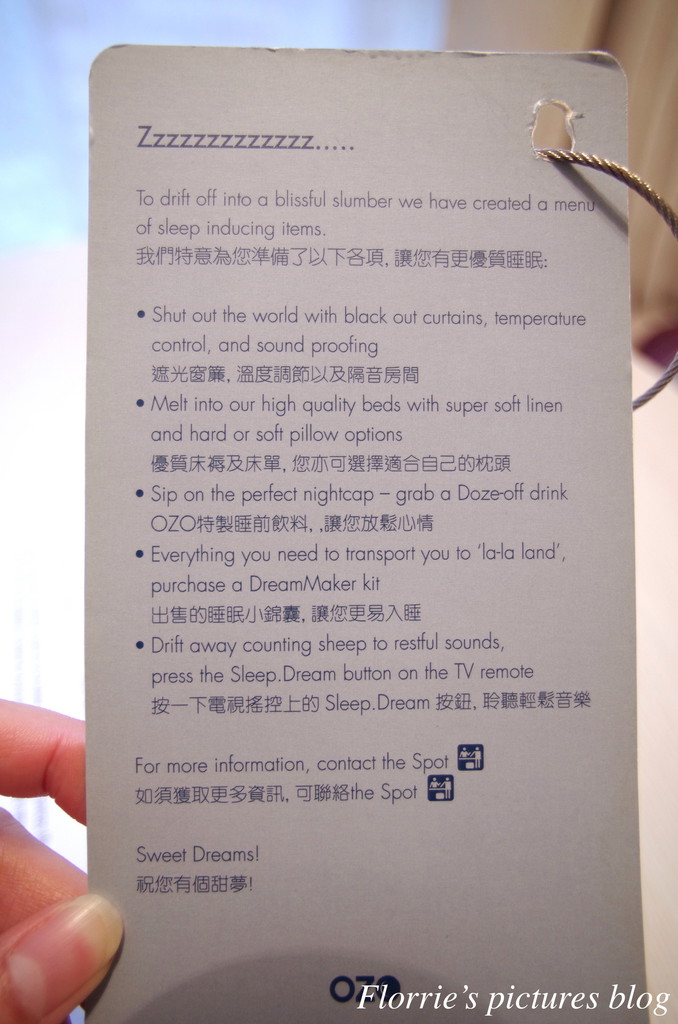 Zzzzzzzzzzzzz.....
To drift off into a blissful slumber we have created a menu
of sleep inducing items.
我們特意為您準備了以下各項, 讓您有更優質睡眠:
• Shut out the world with black out curtains, temperature
control, and sound proofing
遮光窗簾, 溫度調節以及隔音房間
• Melt into our high quality beds with super soft linen
and hard or soft pillow options
優質床褥及床單, 您亦可選擇適合自己的枕頭
• Sip on the perfect nightcap – grab a Doze-off drink
OZO特製睡前飲料, ,讓您放鬆心情
• Everything you need to transport you to ‘la-la land’,
purchase a DreamMaker kit
出售的睡眠小錦囊, 讓您更易入睡
• Drift away counting sheep to restful sounds,
press the Sleep.Dream button on the TV remote
按一下電視搖控上的 Sleep.Dream 按鈕, 聆聽輕鬆音樂
For more information, contact the Spot
如須獲取更多資訊, 可聯絡the Spot
Sweet Dreams!
祝您有個甜夢!
OZO
Florrie's pictures blog